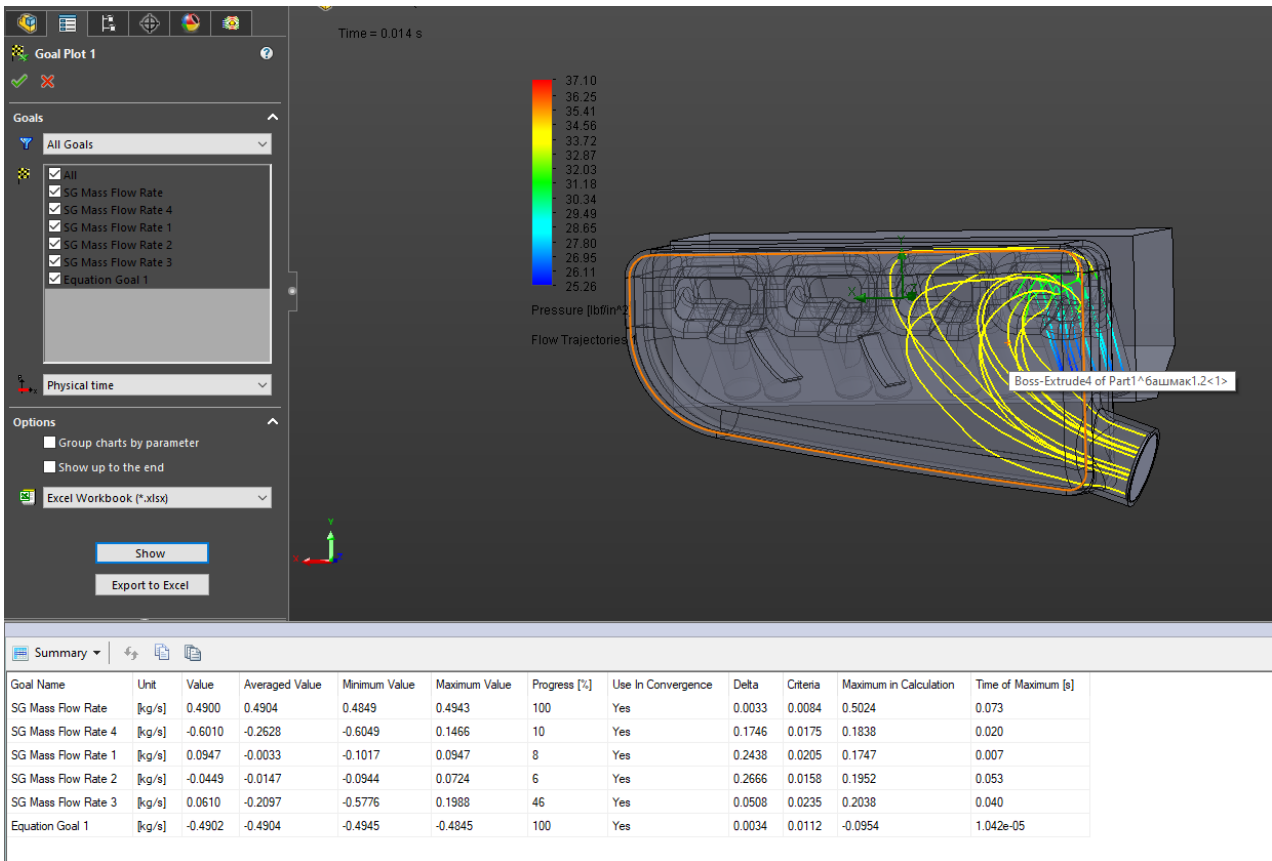 Goal Plot 1
Goals
All Goals
All
SG Mass Flow Rate
SG Mass Flow Rate 4
SG Mass Flow Rate 1
SG Mass Flow Rate 2
SG Mass Flow Rate 3
Equation Goal 1
Physical time
Options
Group charts by parameter
Show up to the end
Excel Workbook (*.xlsx)
Show
Export to Excel
Time = 0.014 s
37.10
36.25
35.41
34.56
33.72
32.87
32.03
31.18
30.34
29.49
28.65
27.80
26.95
26.11
25.26
Pressure [lbf/in^2
Flow Trajectories 1
Y
X
Z
Boss-Extrude4 of Part1^башмак1.2<1>
Y
X
Z
Summary
Goal Name Unit Value Averaged Value Minimum Value Maximum Value Progress [%] Use In Convergence Delta Criteria Maximum in Calculation Time of Maximum [s]
SG Mass Flow Rate [kg/s] 0.4900 0.4904 0.4849 0.4943 100 Yes 0.0033 0.0084 0.5024 0.073
SG Mass Flow Rate 4 [kg/s] -0.6010 -0.2628 -0.6049 0.1466 10 Yes 0.1746 0.0175 0.1838 0.020
SG Mass Flow Rate 1 [kg/s] 0.0947 -0.0033 -0.1017 0.0947 8 Yes 0.2438 0.0205 0.1747 0.007
SG Mass Flow Rate 2 [kg/s] -0.0449 -0.0147 -0.0944 0.0724 6 Yes 0.2666 0.0158 0.1952 0.053
SG Mass Flow Rate 3 [kg/s] 0.0610 -0.2097 -0.5776 0.1988 46 Yes 0.0508 0.0235 0.2038 0.040
Equation Goal 1 [kg/s] -0.4902 -0.4904 -0.4945 -0.4845 100 Yes 0.0034 0.0112 -0.0954 1.042e-05